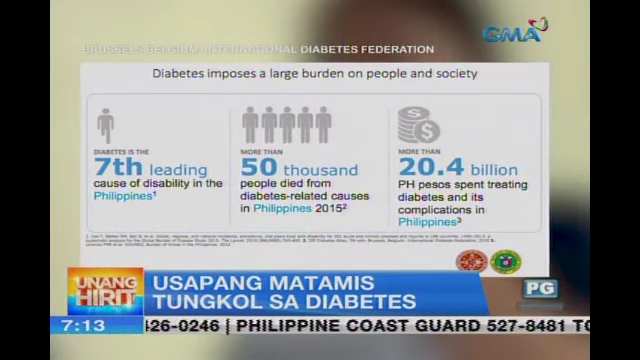 BRUSSELS BELGIUM: INTERNATIONAL DIABETES FEDERATION
GMA
Diabetes imposes a large burden on people and society
DIABETES IS THE
7th leading
cause of disability in the
Philippines¹
MORE THAN
50 thousand
people died from
diabetes-related causes
in Philippines 2015²
MORE THAN
20.4 billion
PH pesos spent treating
diabetes and its
complications in
Philippines³
UNANG
HIRIT
USAPANG MATAMIS
TUNGKOL SA DIABETES
PG
7:13
426-0246 | PHILIPPINE COAST GUARD 527-8481 TO